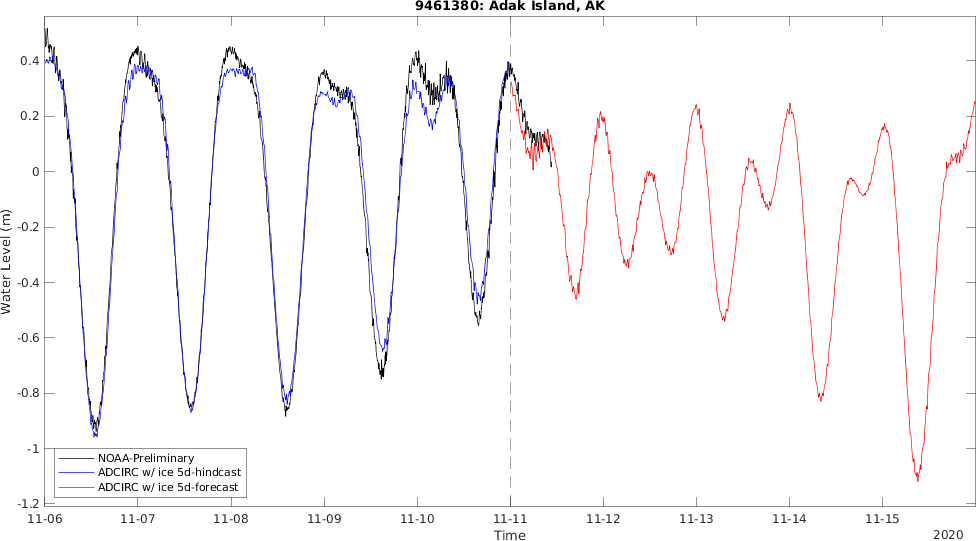 9461380: Adak Island, AK
Water Level (m)
0.4
0.2
0
-0.2
-0.4
-0.6
-0.8
-1
-1.2
NOAA-Preliminary
ADCIRC w/ ice 5d-hindcast
ADCIRC w/ ice 5d-forecast
11-06 11-07 11-08 11-09 11-10 11-11 11-12 11-13 11-14 11-15
Time
2020